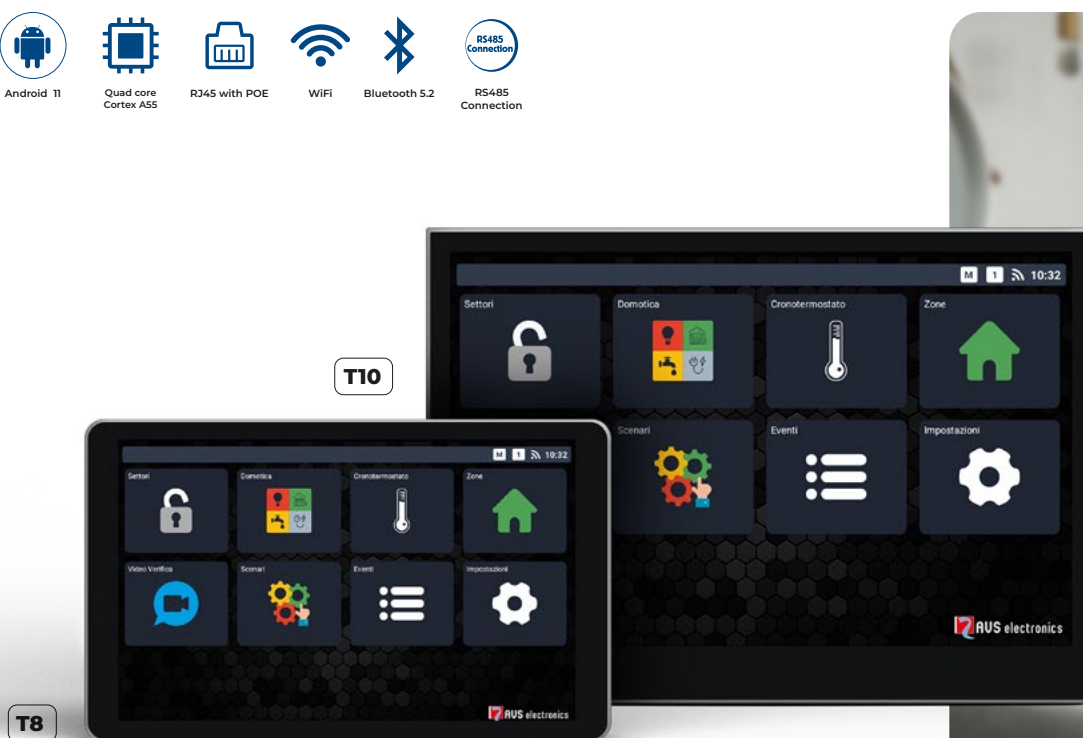 RS485
Connection
Android 11
Quad core
Cortex A55
RJ45 with POE
WiFi
Bluetooth 5.2
RS485
Connection
M 1 10:32
Settori
Domotica
Cronotermostato
Zone
Scenari
Eventi
Impostazioni
AVS electronics
T10
M 1 10:32
Settori
Domotica
Cronotermostato
Zone
Video Verifica
Scenari
Eventi
Impostazioni
AVS electronics
T8